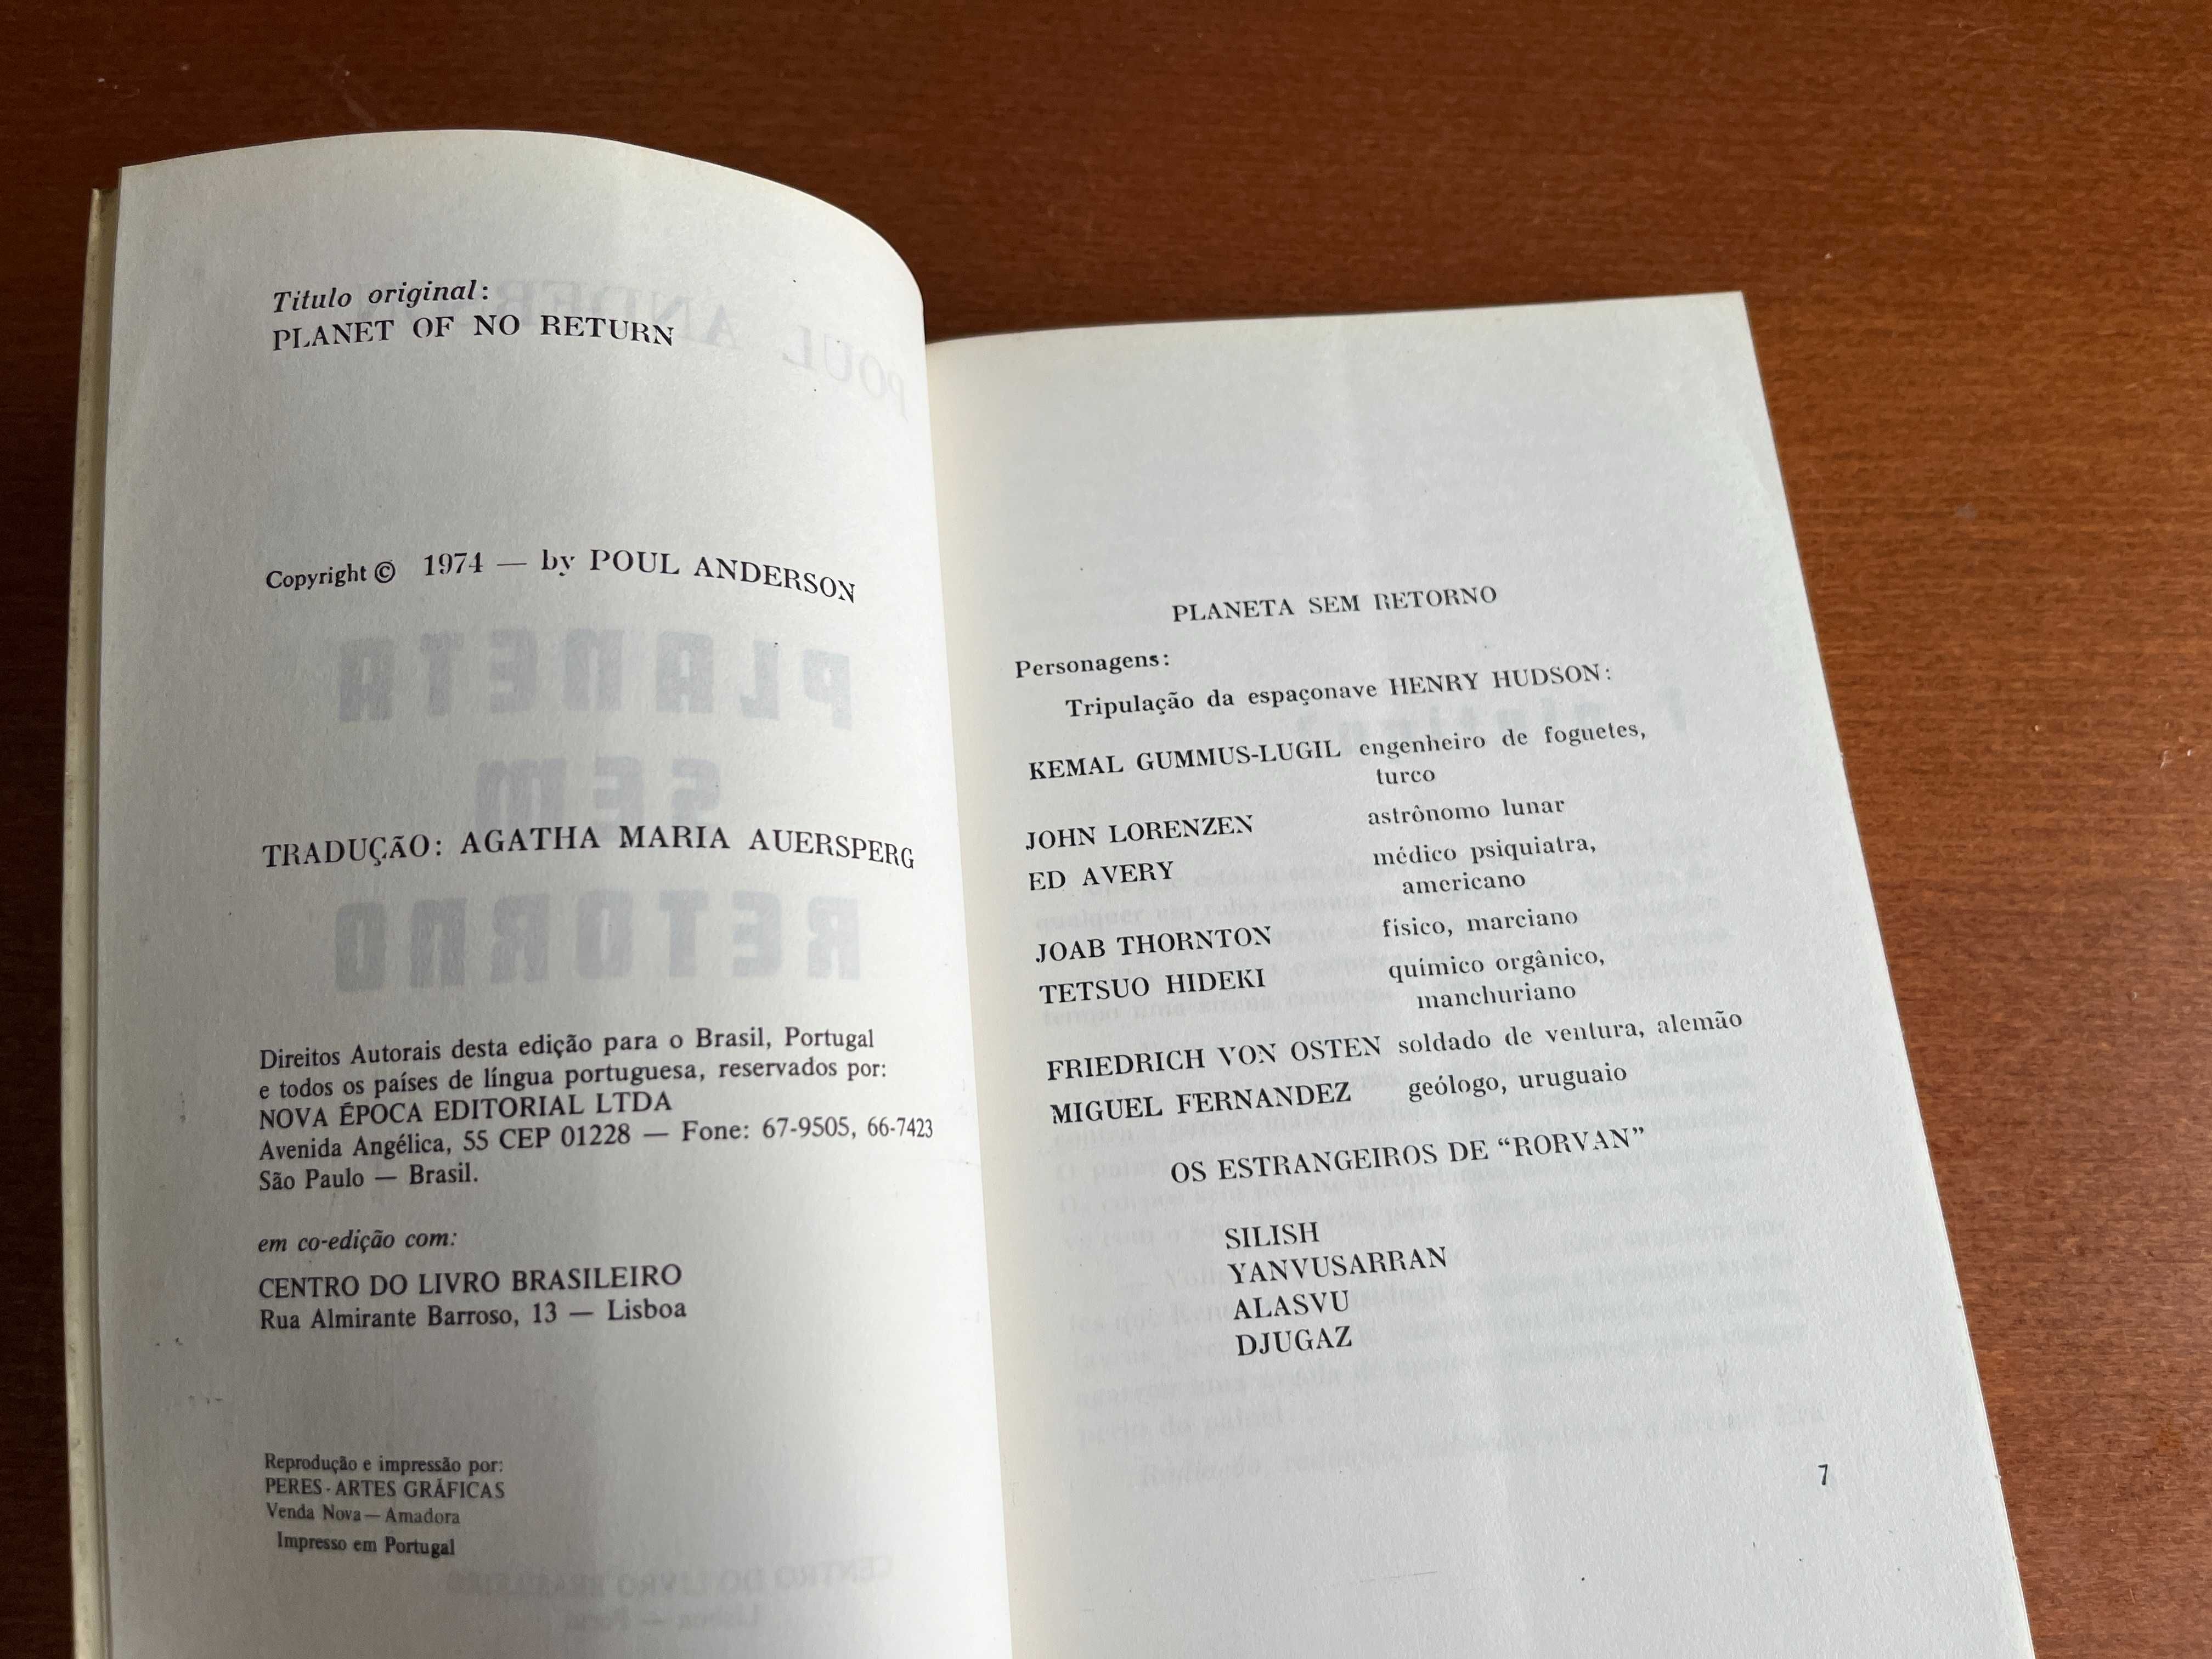 Titulo original:
PLANET OF NO RETURN
Copyright © 1974 — by POUL ANDERSON
TRADUÇÃO: AGATHA MARIA AUERSPERG
Direitos Autorais desta edição para o Brasil, Portugal
e todos os países de língua portuguesa, reservados por:
NOVA ÉPOCA EDITORIAL LTDA
Avenida Angélica, 55 CEP 01228 — Fone: 67-9505, 66-7423
São Paulo — Brasil.
em co-edição com:
CENTRO DO LIVRO BRASILEIRO
Rua Almirante Barroso, 13 — Lisboa
Reprodução e impressão por:
PERES - ARTES GRÁFICAS
Venda Nova — Amadora
Impresso em Portugal
PLANETA SEM RETORNO
Personagens:
Tripulação da espaçonave HENRY HUDSON:
KEMAL GUMMUS-LUGIL engenheiro de foguetes,
turco
JOHN LORENZEN astrônomo lunar
ED AVERY médico psiquiatra,
americano
JOAB THORNTON físico, marciano
TETSUO HIDEKI químico orgânico,
manchuriano
FRIEDRICH VON OSTEN soldado de ventura, alemão
MIGUEL FERNANDEZ geólogo, uruguaio
OS ESTRANGEIROS DE “RORVAN”
SILISH
YANVUSARRAN
ALASVU
DJUGAZ
7